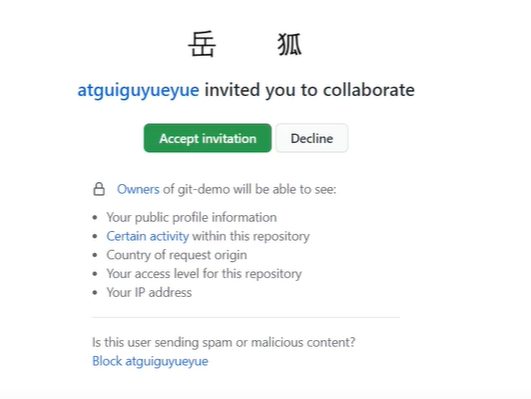 岳 狐
atguiguyueyue invited you to collaborate
Accept invitation Decline
Owners of git-demo will be able to see:
• Your public profile information
• Certain activity within this repository
• Country of request origin
• Your access level for this repository
• Your IP address
Is this user sending spam or malicious content?
Block atguiguyueyue